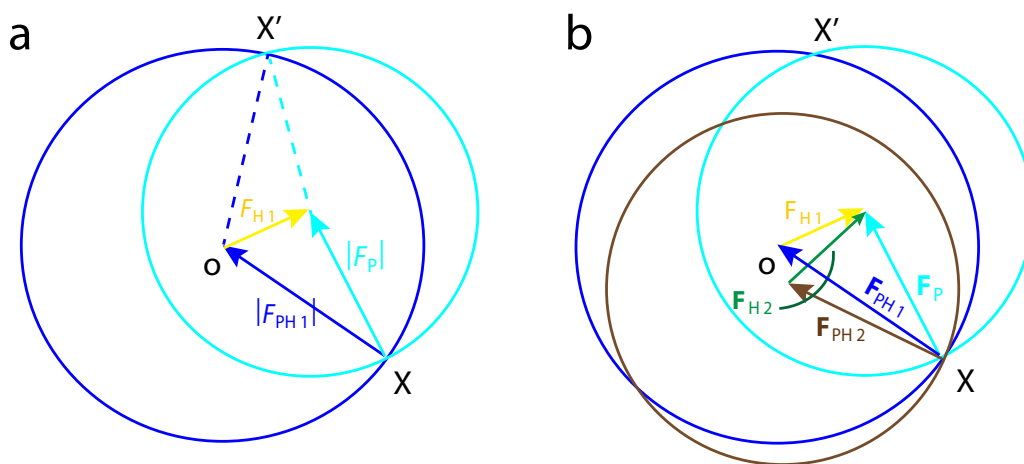 a
X’
F H 1
|F P|
O
|F PH 1|
X
b
X’
F H 1
O
F H 2
F PH 1
F P
F PH 2
X